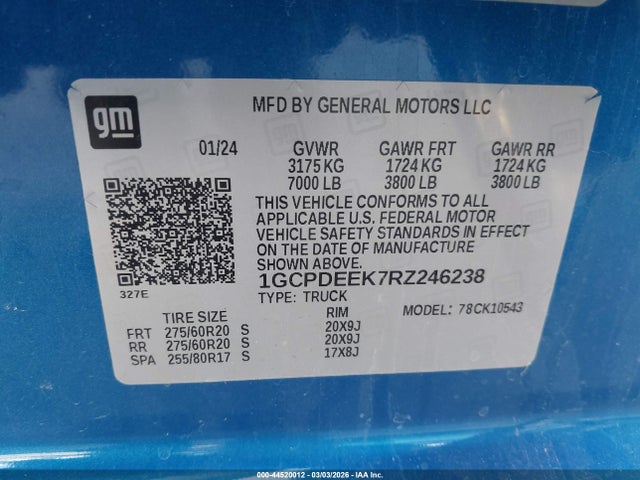 gm
MFD BY GENERAL MOTORS LLC
01/24 GVWR GAWR FRT GAWR RR
3175 KG 1724 KG 1724 KG
7000 LB 3800 LB 3800 LB
THIS VEHICLE CONFORMS TO ALL
APPLICABLE U.S. FEDERAL MOTOR
VEHICLE SAFETY STANDARDS IN EFFECT
ON THE DATE OF MANUFACTURE
SHOWN ABOVE.
327E
1GCPDEEK7RZ246238
TYPE: TRUCK MODEL: 78CK10543
TIRE SIZE RIM
FRT 275/60R20 S 20X9J
RR 275/60R20 S 20X9J
SPA 255/80R17 S 17X8J
000-44520012 - 03/03/2026 - IAA Inc.